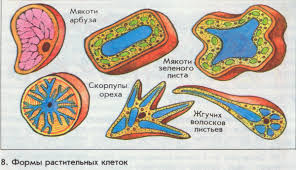 Мякоти
арбуза
Мякоти
зеленого
листа
Скорлупы
ореха
Жгучих
волосков
листьев
8. Формы растительных клеток